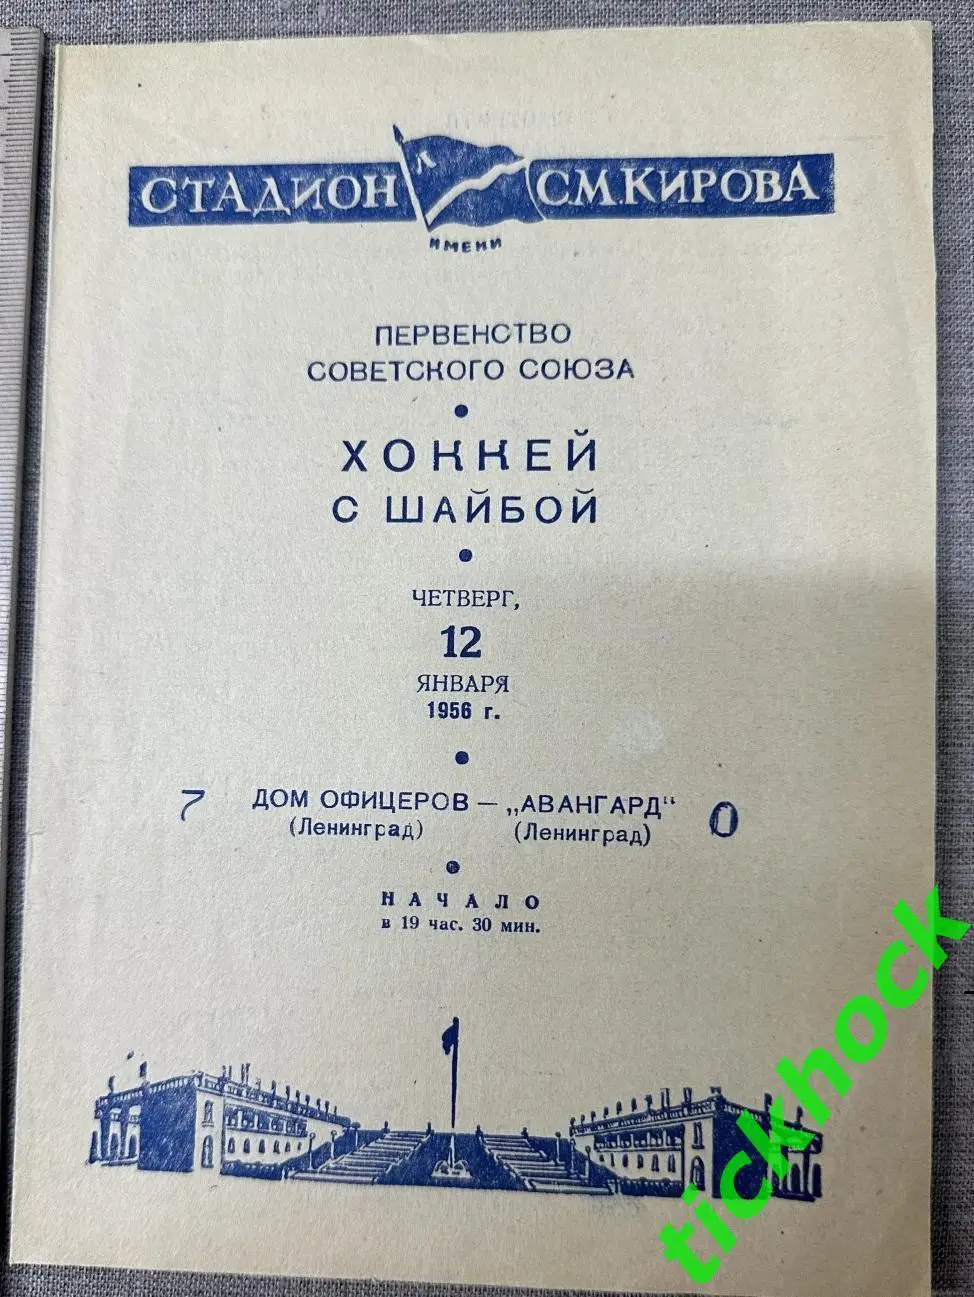 СТАДИОН Л С.М.КИРОВА
ИМЕНИ
ПЕРВЕНСТВО
СОВЕТСКОГО СОЮЗА
ХОККЕЙ
С ШАЙБОЙ
ЧЕТВЕРГ,
12
ЯНВАРЯ
1956 г.
7 ДОМ ОФИЦЕРОВ — „АВАНГАРД" 0
(Ленинград) (Ленинград)
НАЧАЛО
в 19 час. 30 мин.
tickhock